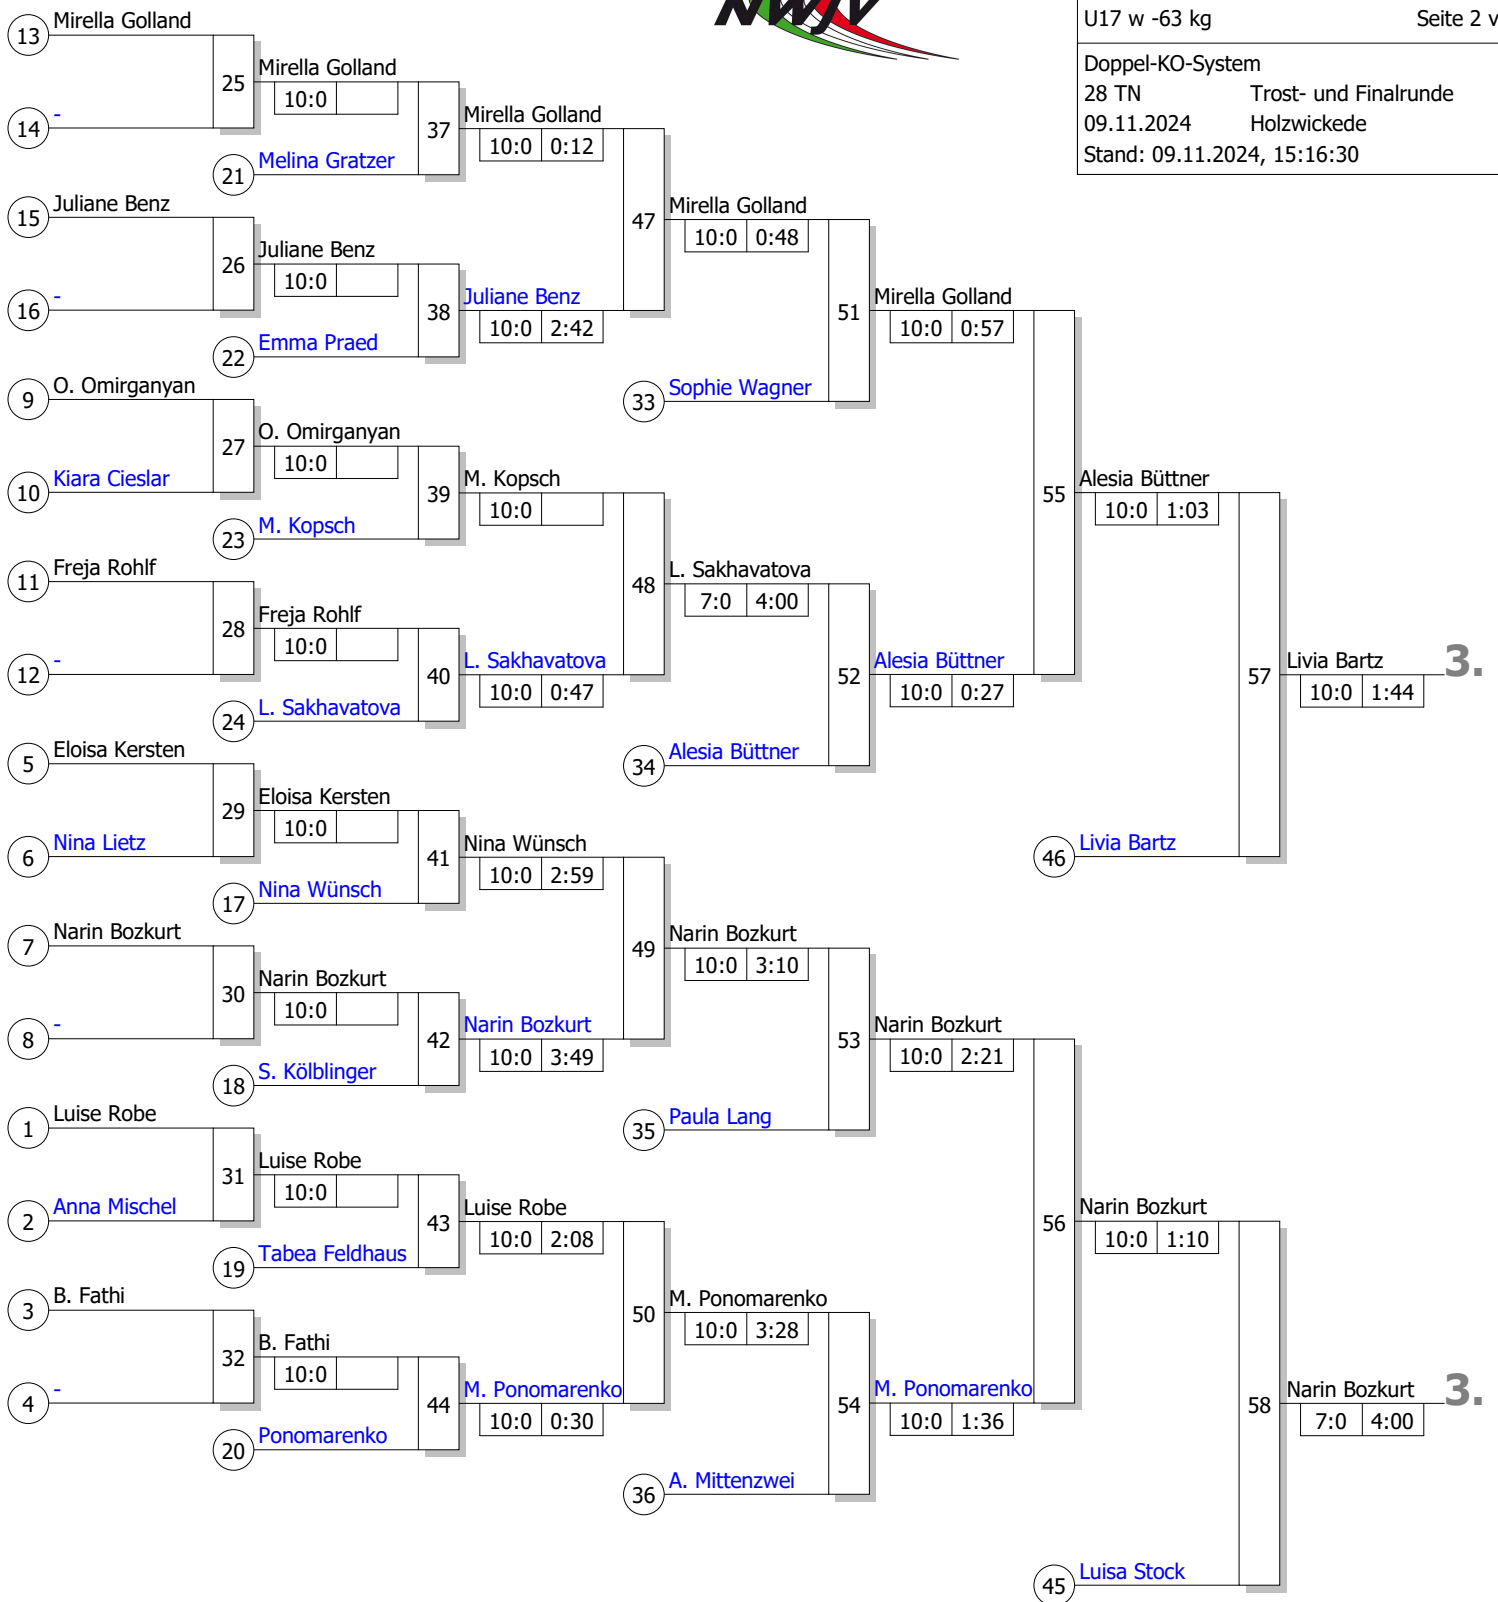 NWJV
U17 w -63 kg Seite 2 v
Doppel-KO-System
28 TN Trost- und Finalrunde
09.11.2024 Holzwickede
Stand: 09.11.2024, 15:16:30
13 Mirella Golland
25 Mirella Golland
10:0
14 -
37 Mirella Golland
10:0 0:12
21 Melina Gratzer
15 Juliane Benz
47 Mirella Golland
10:0 0:48
26 Juliane Benz
10:0
16 -
38 Juliane Benz
10:0 2:42
51 Mirella Golland
10:0 0:57
22 Emma Praed
9 O. Omirganyan
33 Sophie Wagner
27 O. Omirganyan
10:0
10 Kiara Cieslar
39 M. Kopsch
10:0
55 Alesia Büttner
10:0 1:03
23 M. Kopsch
11 Freja Rohlf
48 L. Sakhavatova
7:0 4:00
28 Freja Rohlf
10:0
12 -
40 L. Sakhavatova
10:0 0:47
52 Alesia Büttner
10:0 0:27
57 Livia Bartz 3.
10:0 1:44
24 L. Sakhavatova
5 Eloisa Kersten
34 Alesia Büttner
29 Eloisa Kersten
10:0
6 Nina Lietz
41 Nina Wünsch
10:0 2:59
46 Livia Bartz
17 Nina Wünsch
7 Narin Bozkurt
49 Narin Bozkurt
10:0 3:10
30 Narin Bozkurt
10:0
8 -
42 Narin Bozkurt
10:0 3:49
53 Narin Bozkurt
10:0 2:21
18 S. Kölblinger
1 Luise Robe
35 Paula Lang
31 Luise Robe
10:0
2 Anna Mischel
43 Luise Robe
10:0 2:08
56 Narin Bozkurt
10:0 1:10
19 Tabea Feldhaus
3 B. Fathi
50 M. Ponomarenko
10:0 3:28
32 B. Fathi
10:0
4 -
44 M. Ponomarenko
10:0 0:30
54 M. Ponomarenko
10:0 1:36
58 Narin Bozkurt 3.
7:0 4:00
20 Ponomarenko
36 A. Mittenzwei
45 Luisa Stock